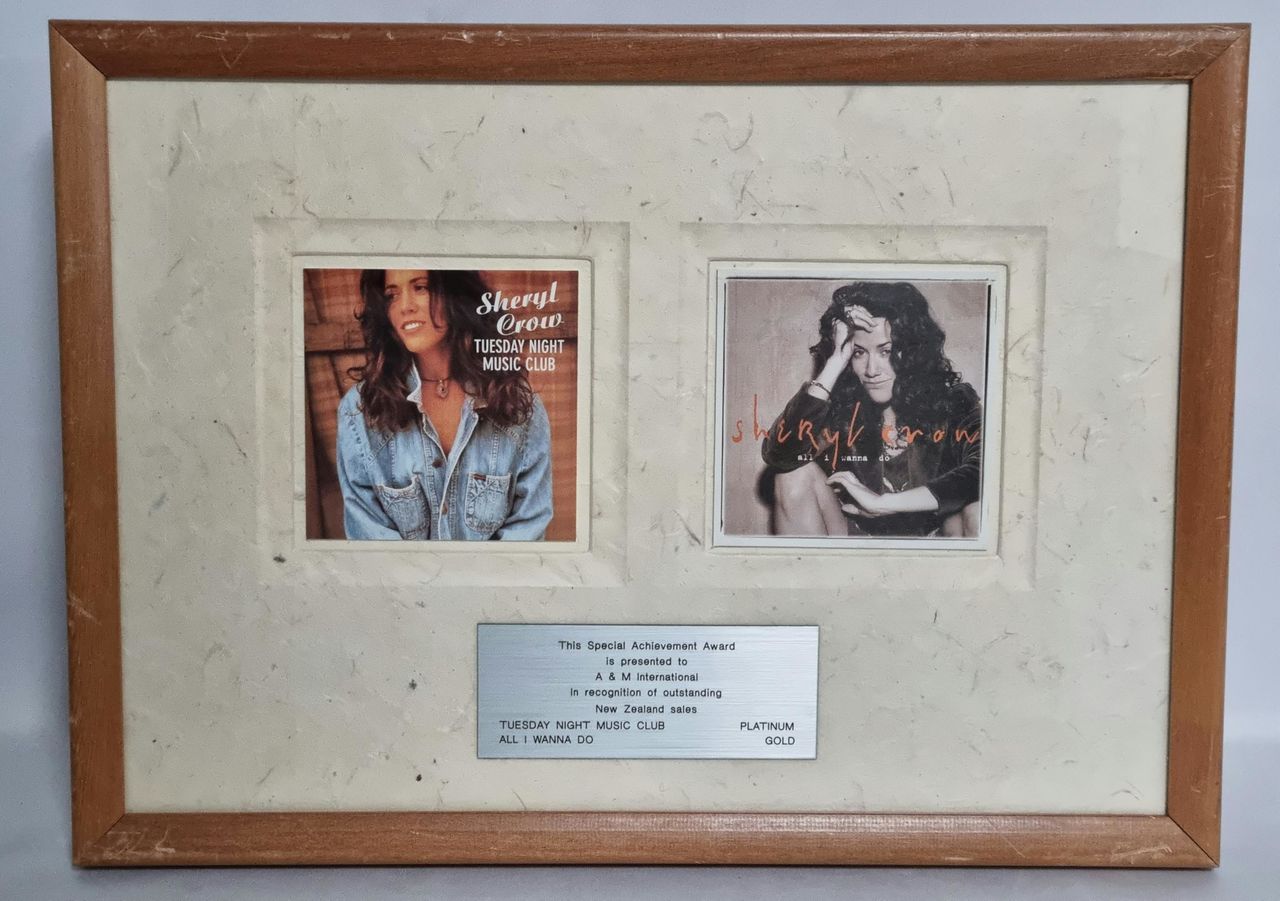 Sheryl
Crow
TUESDAY NIGHT
MUSIC CLUB
sheryl crow
all i wanna do
This Special Achievement Award
is presented to
A & M International
in recognition of outstanding
New Zealand sales
TUESDAY NIGHT MUSIC CLUB PLATINUM
ALL I WANNA DO GOLD